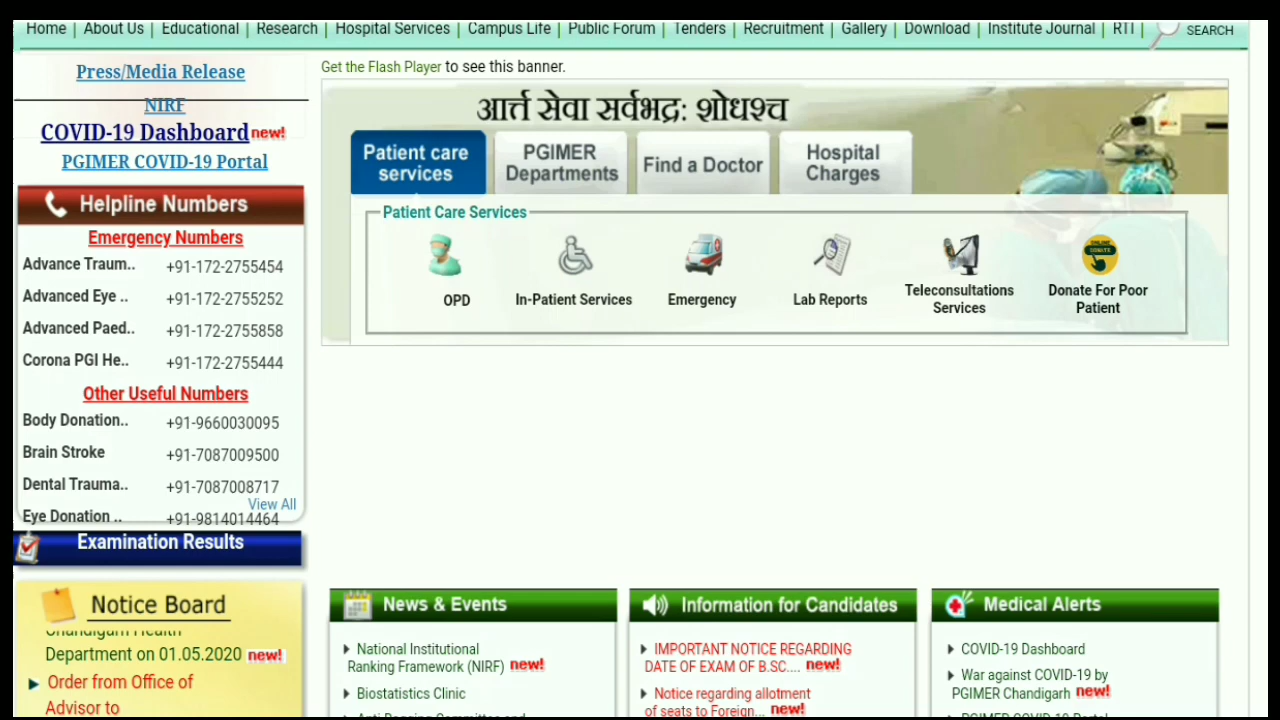 Home | About Us | Educational | Research | Hospital Services | Campus Life | Public Forum | Tenders | Recruitment | Gallery | Download | Institute Journal | RTI | SEARCH
Press/Media Release
NIRF
COVID-19 Dashboard new!
PGIMER COVID-19 Portal
Helpline Numbers
Emergency Numbers
Advance Traum.. +91-172-2755454
Advanced Eye .. +91-172-2755252
Advanced Paed.. +91-172-2755858
Corona PGI He.. +91-172-2755444
Other Useful Numbers
Body Donation.. +91-9660030095
Brain Stroke +91-7087009500
Dental Trauma.. +91-7087008717
View All
Eye Donation .. +91-9814014464
Examination Results
Notice Board
Chandigarh Health
Department on 01.05.2020 new!
Order from Office of
Advisor to
Get the Flash Player to see this banner.
आर्त्त सेवा सर्वभद्र: शोधश्च
Patient care
services
PGIMER
Departments
Find a Doctor
Hospital
Charges
Patient Care Services
OPD
In-Patient Services
Emergency
Lab Reports
Teleconsultations
Services
ONLINE
DONATE
Donate For Poor
Patient
News & Events
National Institutional
Ranking Framework (NIRF) new!
Biostatistics Clinic
Information for Candidates
IMPORTANT NOTICE REGARDING
DATE OF EXAM OF B.SC.... new!
Notice regarding allotment
of seats to Foreign... new!
Medical Alerts
COVID-19 Dashboard
War against COVID-19 by
PGIMER Chandigarh new!
PGIMER COVID-19 Portal